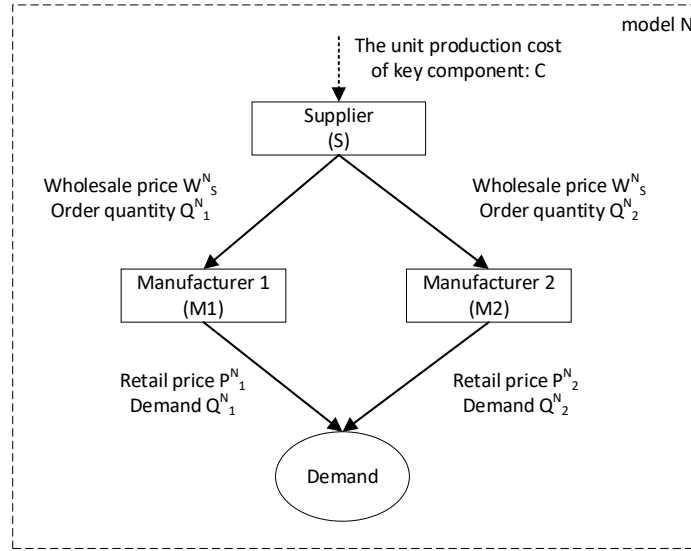 model N
The unit production cost
of key component: C
Supplier
(S)
Wholesale price W^N_S
Order quantity Q^N_1
Wholesale price W^N_S
Order quantity Q^N_2
Manufacturer 1
(M1)
Manufacturer 2
(M2)
Retail price P^N_1
Demand Q^N_1
Retail price P^N_2
Demand Q^N_2
Demand